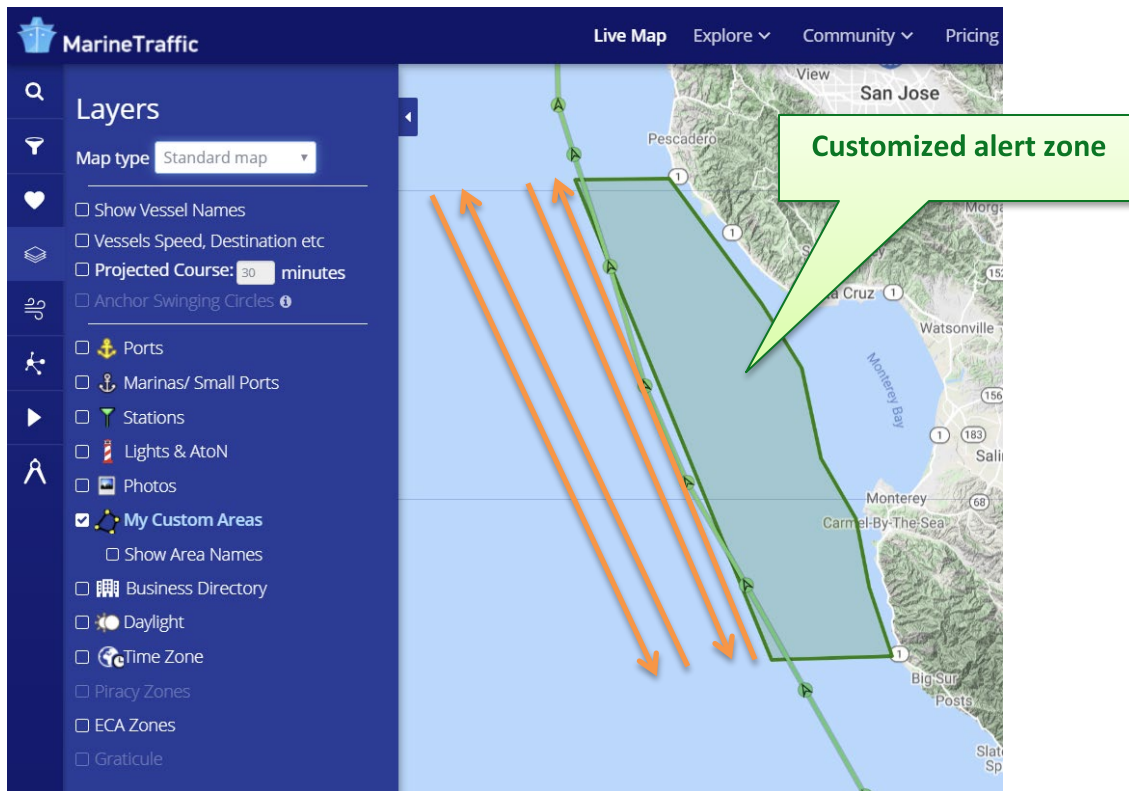 MarineTraffic
Live Map
Explore
Community
Pricing
Layers
Map type
Standard map
Show Vessel Names
Vessels Speed, Destination etc
Projected Course: 30 minutes
Anchor Swinging Circles
Ports
Marinas/ Small Ports
Stations
Lights & AtoN
Photos
My Custom Areas
Show Area Names
Business Directory
Daylight
Time Zone
Piracy Zones
ECA Zones
Graticule
View
San Jose
Customized alert zone
Pescadero
1
1
1
Cruz
Watsonville
Monterey Bay
156
1
183
Monterey
68
Carmel-By-The-Sea
1
Big Sur
Posts